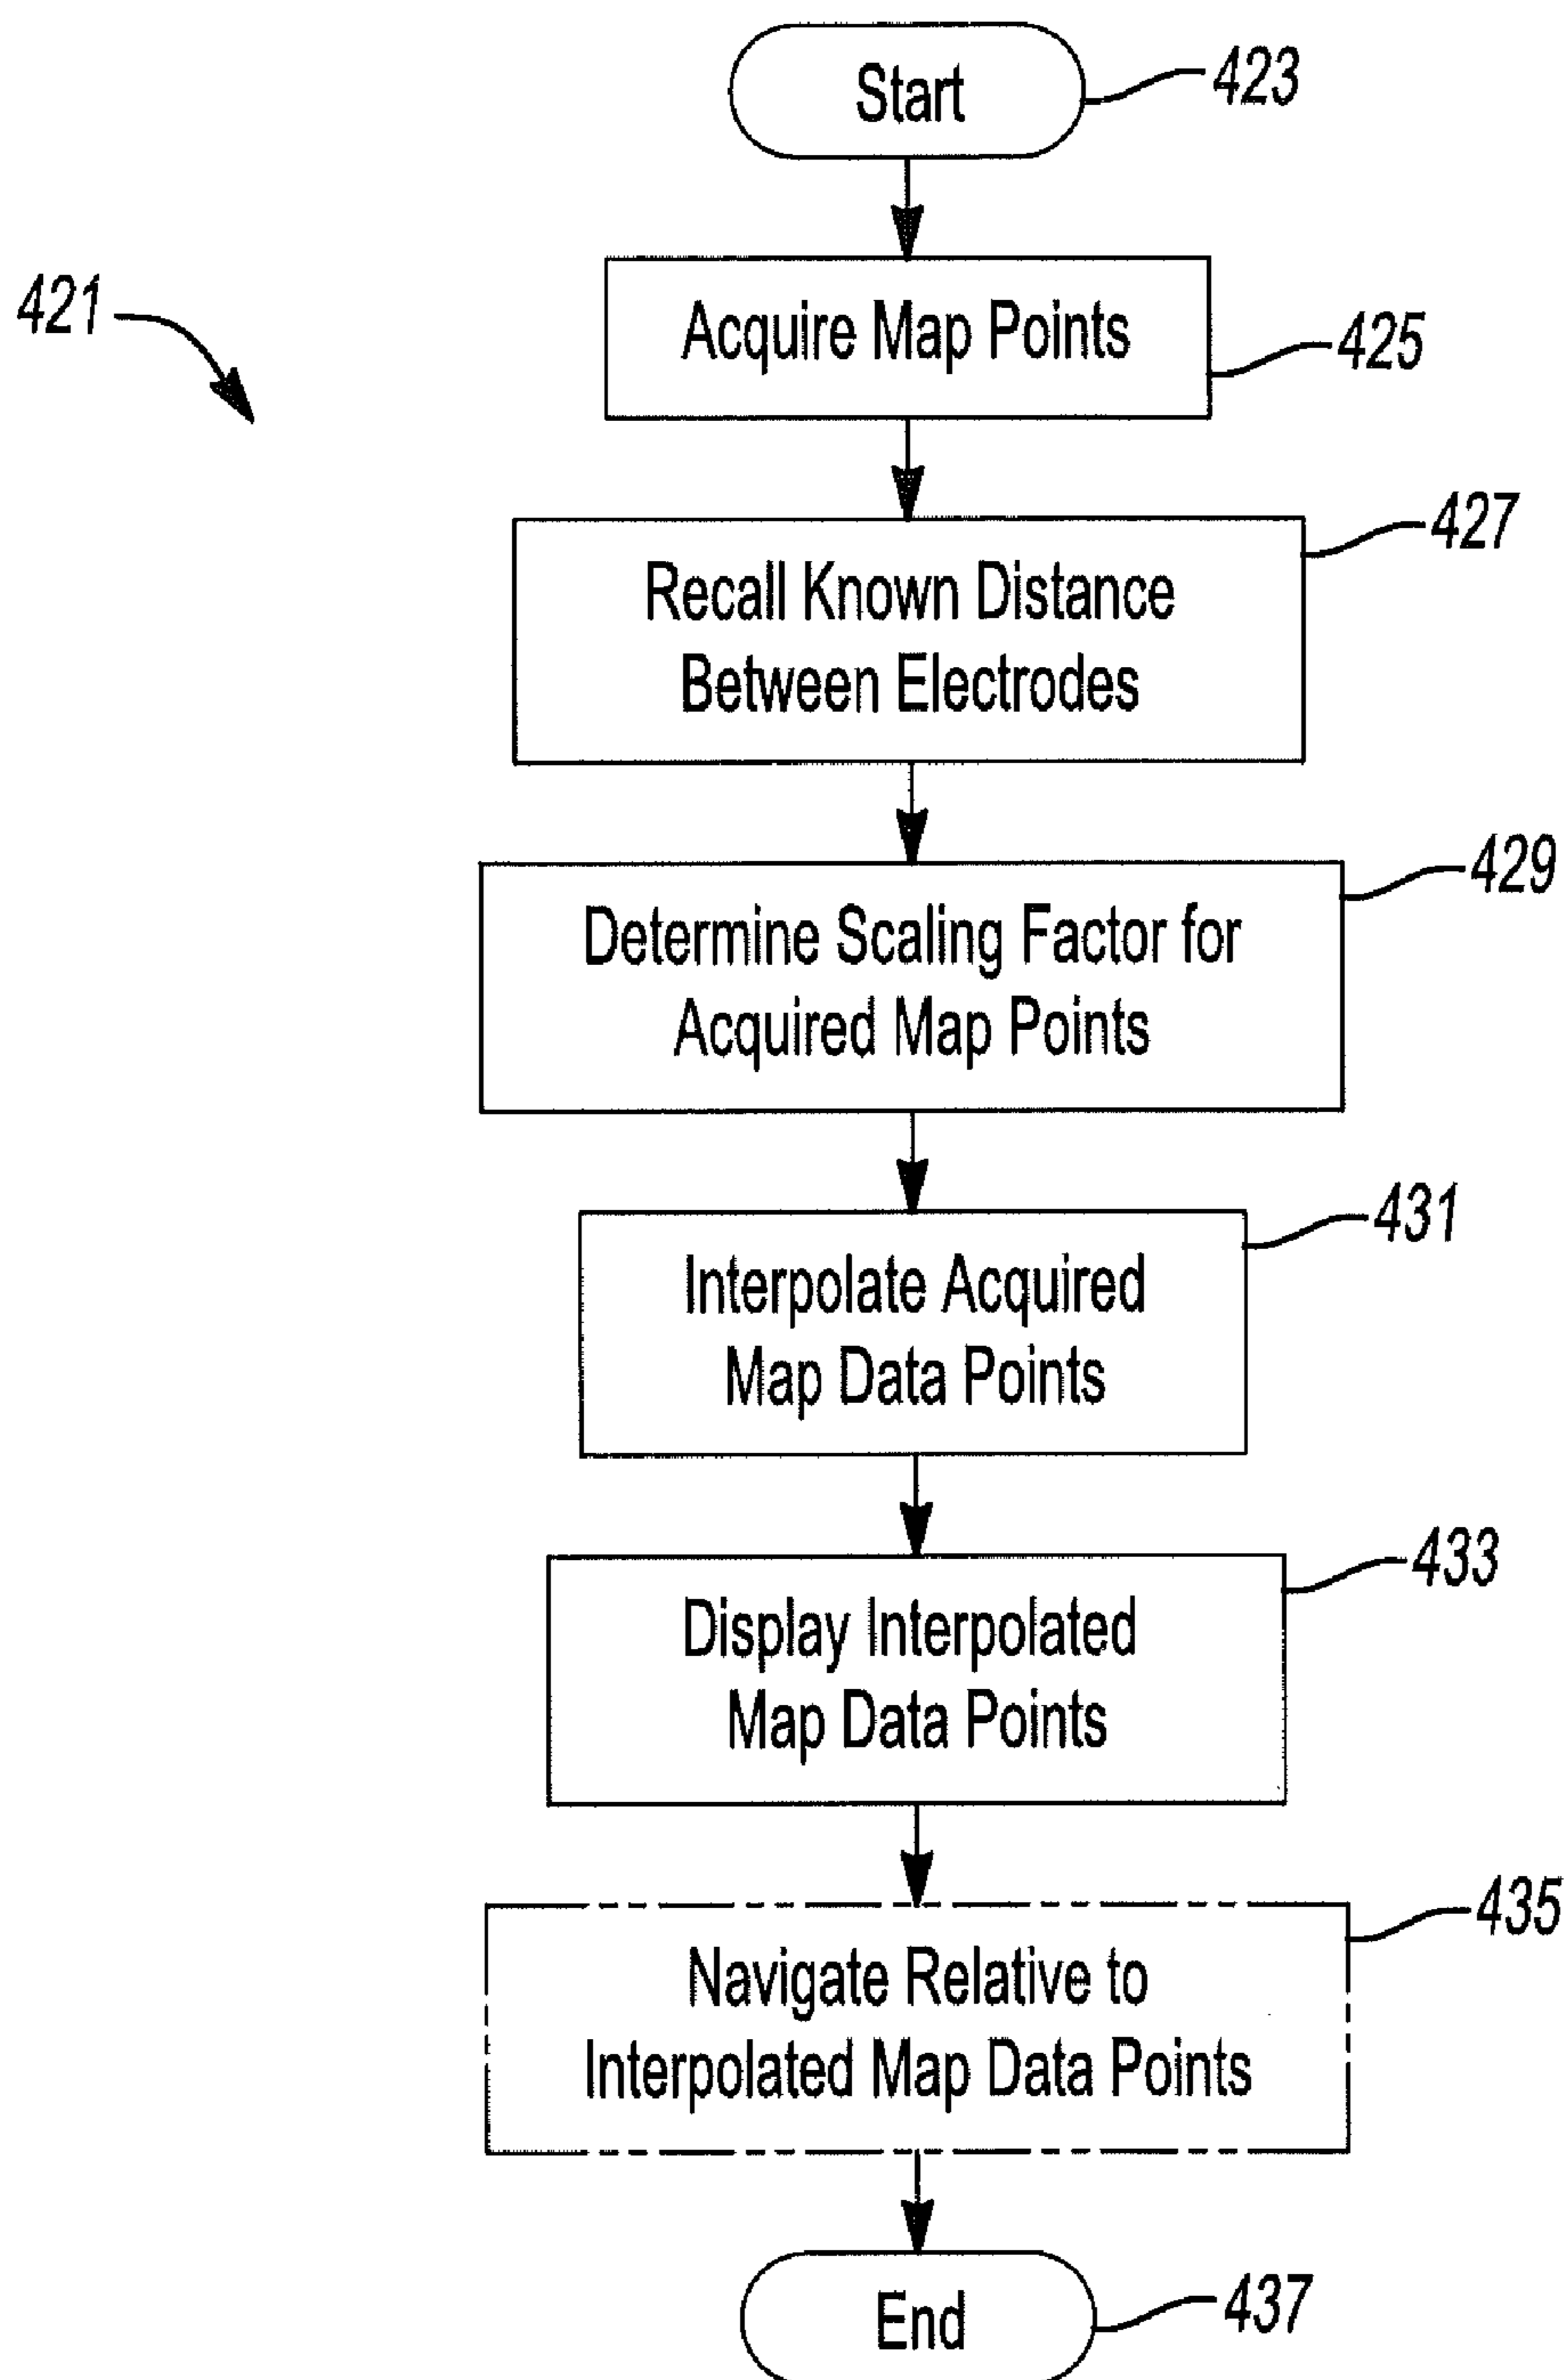 Start
423
421
Acquire Map Points
425
427
Recall Known Distance
Between Electrodes
429
Determine Scaling Factor for
Acquired Map Points
431
Interpolate Acquired
Map Data Points
433
Display Interpolated
Map Data Points
435
Navigate Relative to
Interpolated Map Data Points
End
437